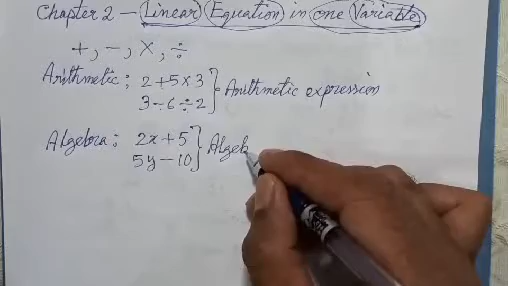 Chapter 2 – Linear Equation in one Variable
+, –, ×, ÷
Arithmetic ; 2+5×3
3–6÷2
} Arithmetic expression
Algebra : 2x+5
5y–10
} Algeb